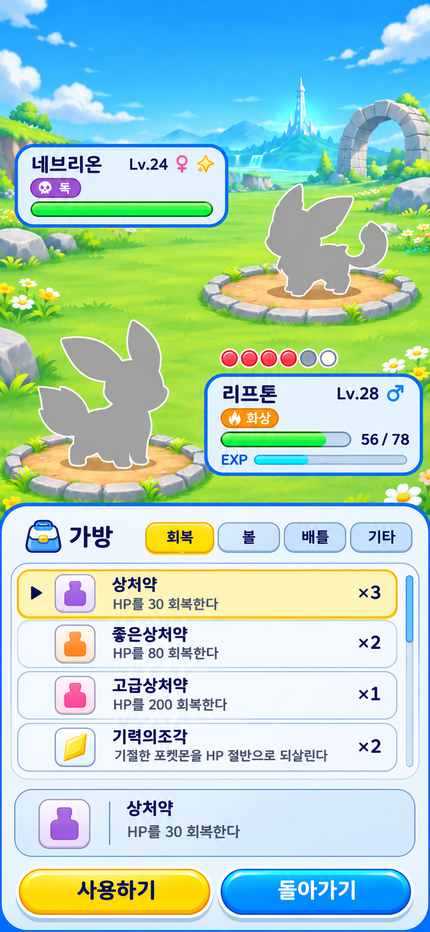 네브리온 Lv.24 ♀
독
리프톤 Lv.28 ♂
화상
56 / 78
EXP
가방
회복 볼 배틀 기타
상처약
HP를 30 회복한다
×3
좋은상처약
HP를 80 회복한다
×2
고급상처약
HP를 200 회복한다
×1
기력의조각
기절한 포켓몬을 HP 절반으로 되살린다
×2
상처약
HP를 30 회복한다
사용하기 돌아가기